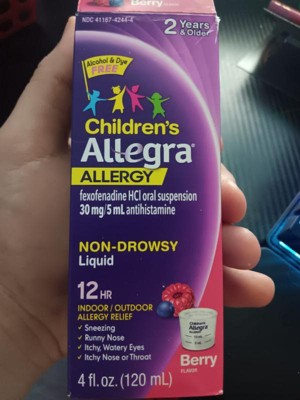 Berry
NDC 41167-4244-4
2 Years
& Older
Alcohol & Dye
FREE
Children's
Allegra®
ALLERGY
fexofenadine HCl oral suspension
30 mg/5 mL antihistamine
NON-DROWSY
Liquid
12 HR
INDOOR / OUTDOOR
ALLERGY RELIEF
✓ Sneezing
✓ Runny Nose
✓ Itchy, Watery Eyes
✓ Itchy Nose or Throat
Children's
Allegra
Berry
FLAVOR
4 fl. oz. (120 mL)